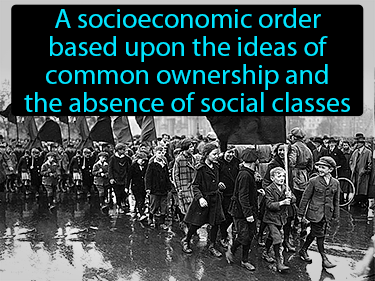 A socioeconomic order
based upon the ideas of
common ownership and
the absence of social classes